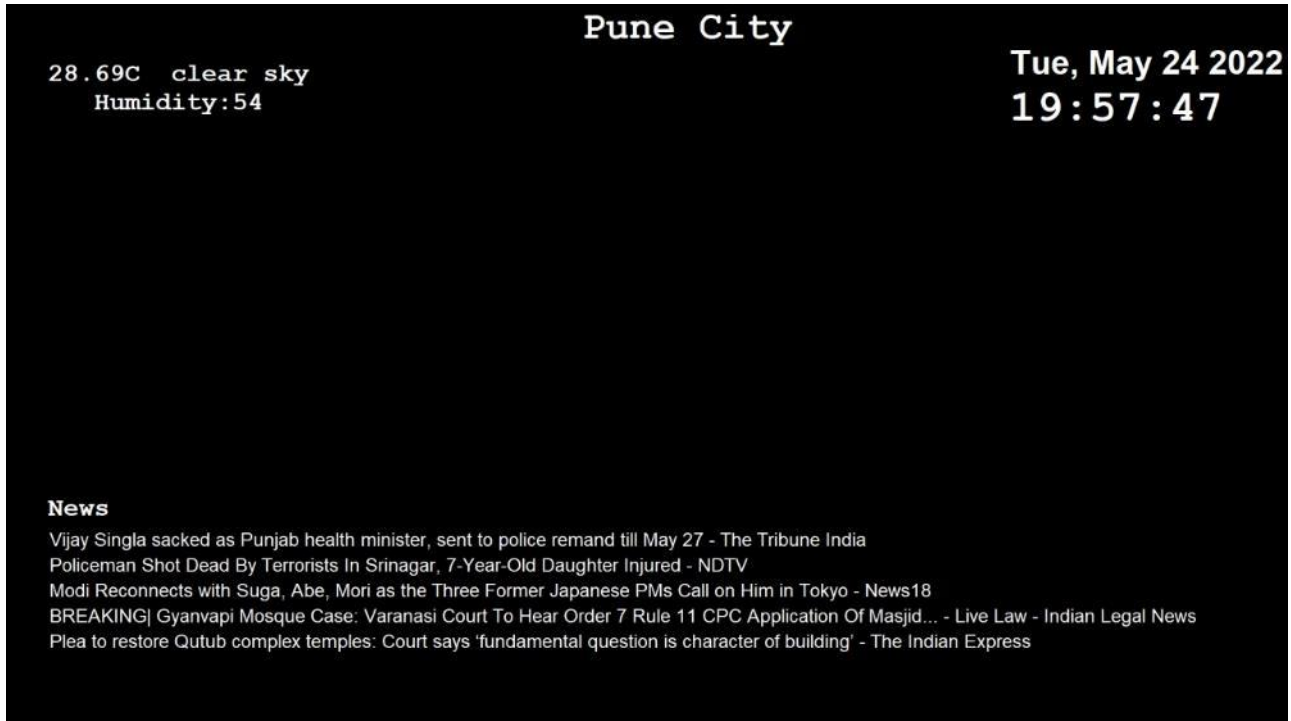 Pune City
28.69C  clear sky
Humidity:54
Tue, May 24 2022
19:57:47
News
Vijay Singla sacked as Punjab health minister, sent to police remand till May 27 - The Tribune India
Policeman Shot Dead By Terrorists In Srinagar, 7-Year-Old Daughter Injured - NDTV
Modi Reconnects with Suga, Abe, Mori as the Three Former Japanese PMs Call on Him in Tokyo - News18
BREAKING| Gyanvapi Mosque Case: Varanasi Court To Hear Order 7 Rule 11 CPC Application Of Masjid... - Live Law - Indian Legal News
Plea to restore Qutub complex temples: Court says ‘fundamental question is character of building’ - The Indian Express